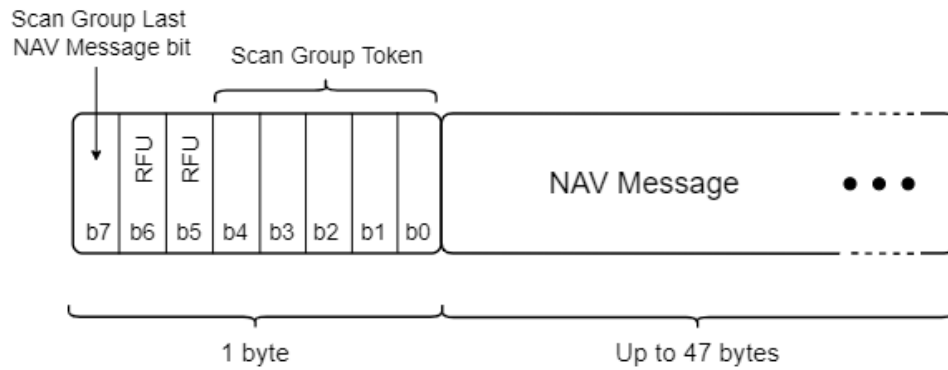 Scan Group Last
NAV Message bit
Scan Group Token
RFU
RFU
NAV Message
b7 b6 b5 b4 b3 b2 b1 b0
1 byte
Up to 47 bytes